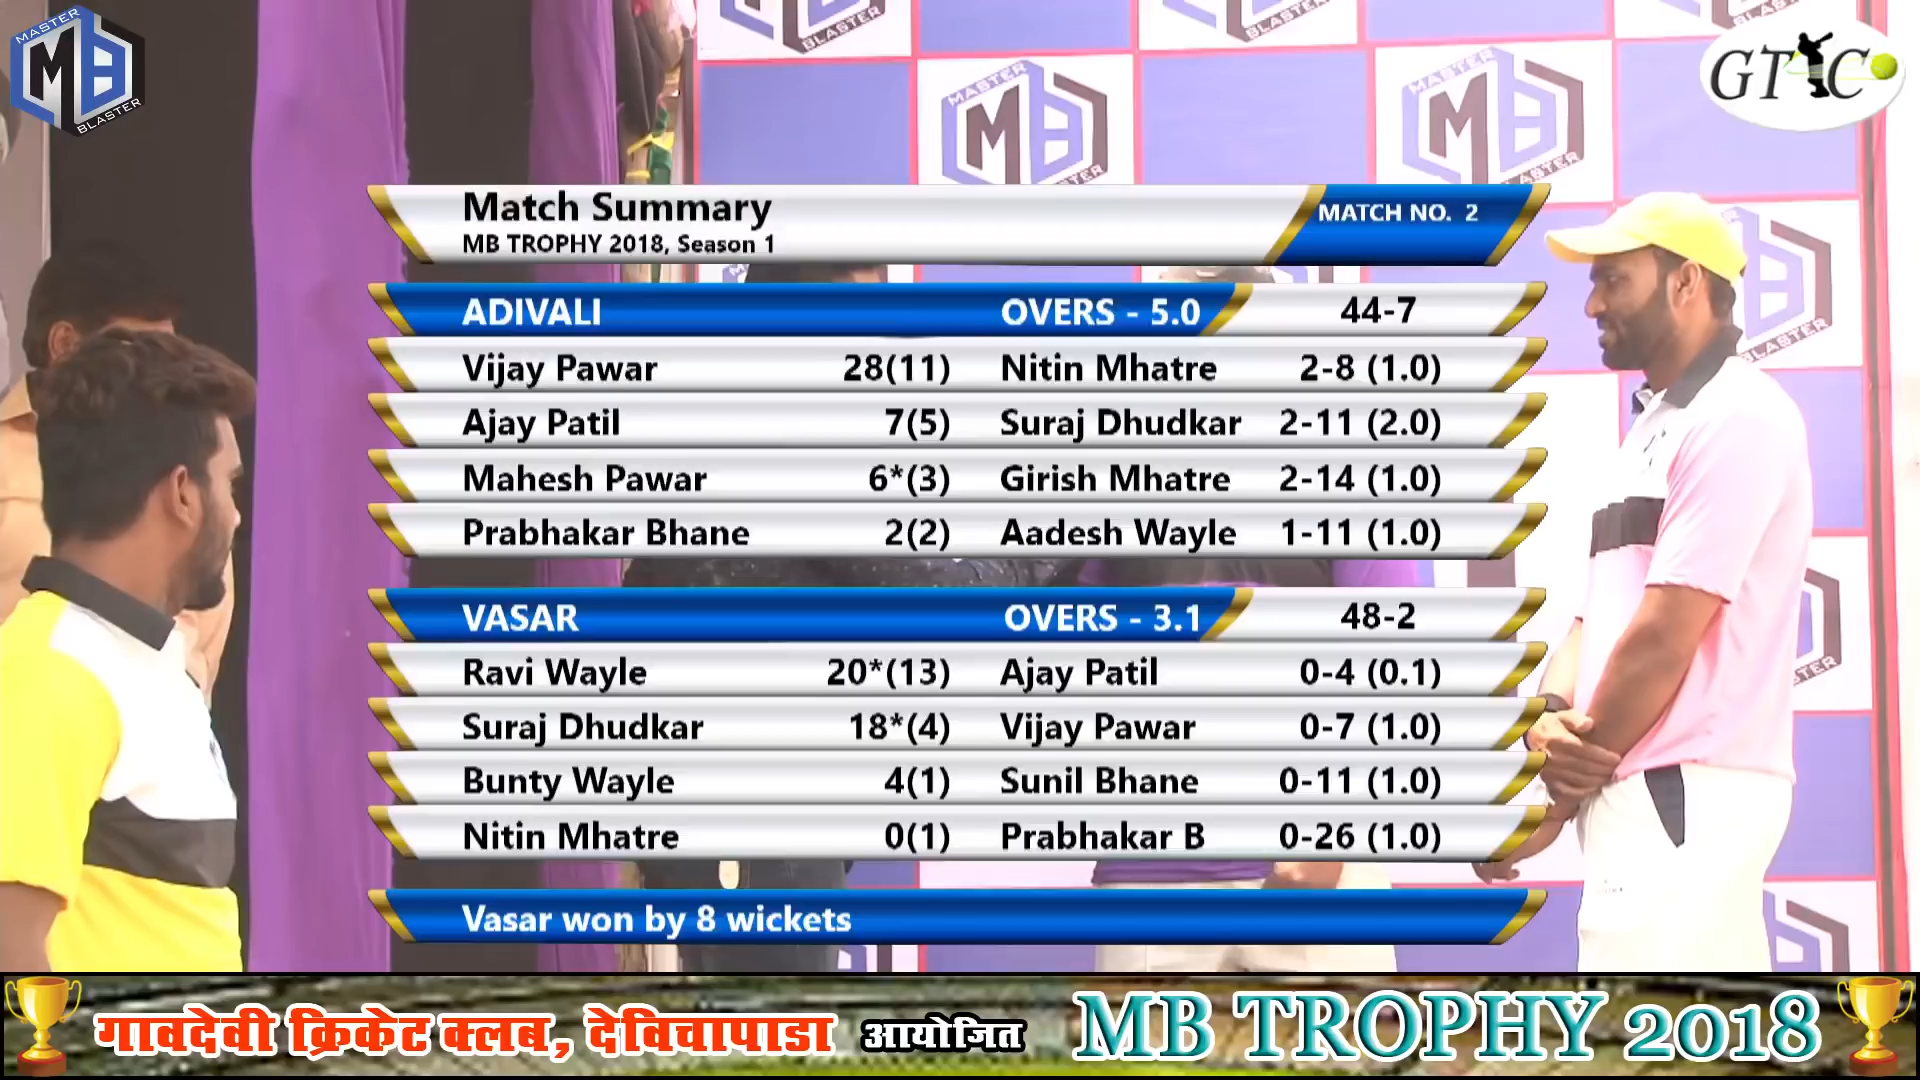 MASTER
MB
BLASTER
GTCC
Match Summary
MB TROPHY 2018, Season 1
MATCH NO. 2
ADIVALI OVERS - 5.0 44-7
Vijay Pawar 28(11) Nitin Mhatre 2-8 (1.0)
Ajay Patil 7(5) Suraj Dhudkar 2-11 (2.0)
Mahesh Pawar 6*(3) Girish Mhatre 2-14 (1.0)
Prabhakar Bhane 2(2) Aadesh Wayle 1-11 (1.0)
VASAR OVERS - 3.1 48-2
Ravi Wayle 20*(13) Ajay Patil 0-4 (0.1)
Suraj Dhudkar 18*(4) Vijay Pawar 0-7 (1.0)
Bunty Wayle 4(1) Sunil Bhane 0-11 (1.0)
Nitin Mhatre 0(1) Prabhakar B 0-26 (1.0)
Vasar won by 8 wickets
गावदेवी क्रिकेट क्लब, देविचापाडा आयोजित MB TROPHY 2018